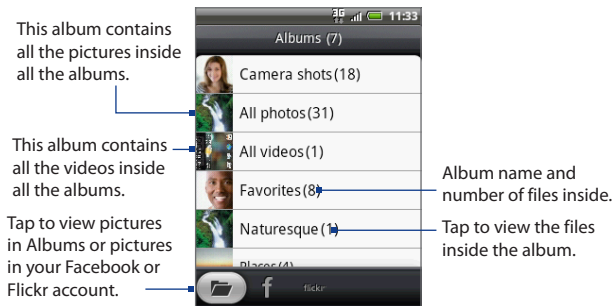 This album contains
all the pictures inside
all the albums.
This album contains
all the videos inside
all the albums.
Tap to view pictures
in Albums or pictures
in your Facebook or
Flickr account.
3G
11:33
Albums (7)
Camera shots(18)
All photos(31)
All videos(1)
Favorites(8)
Naturesque(1)
Places(4)
f
flickr
Album name and
number of files inside.
Tap to view the files
inside the album.